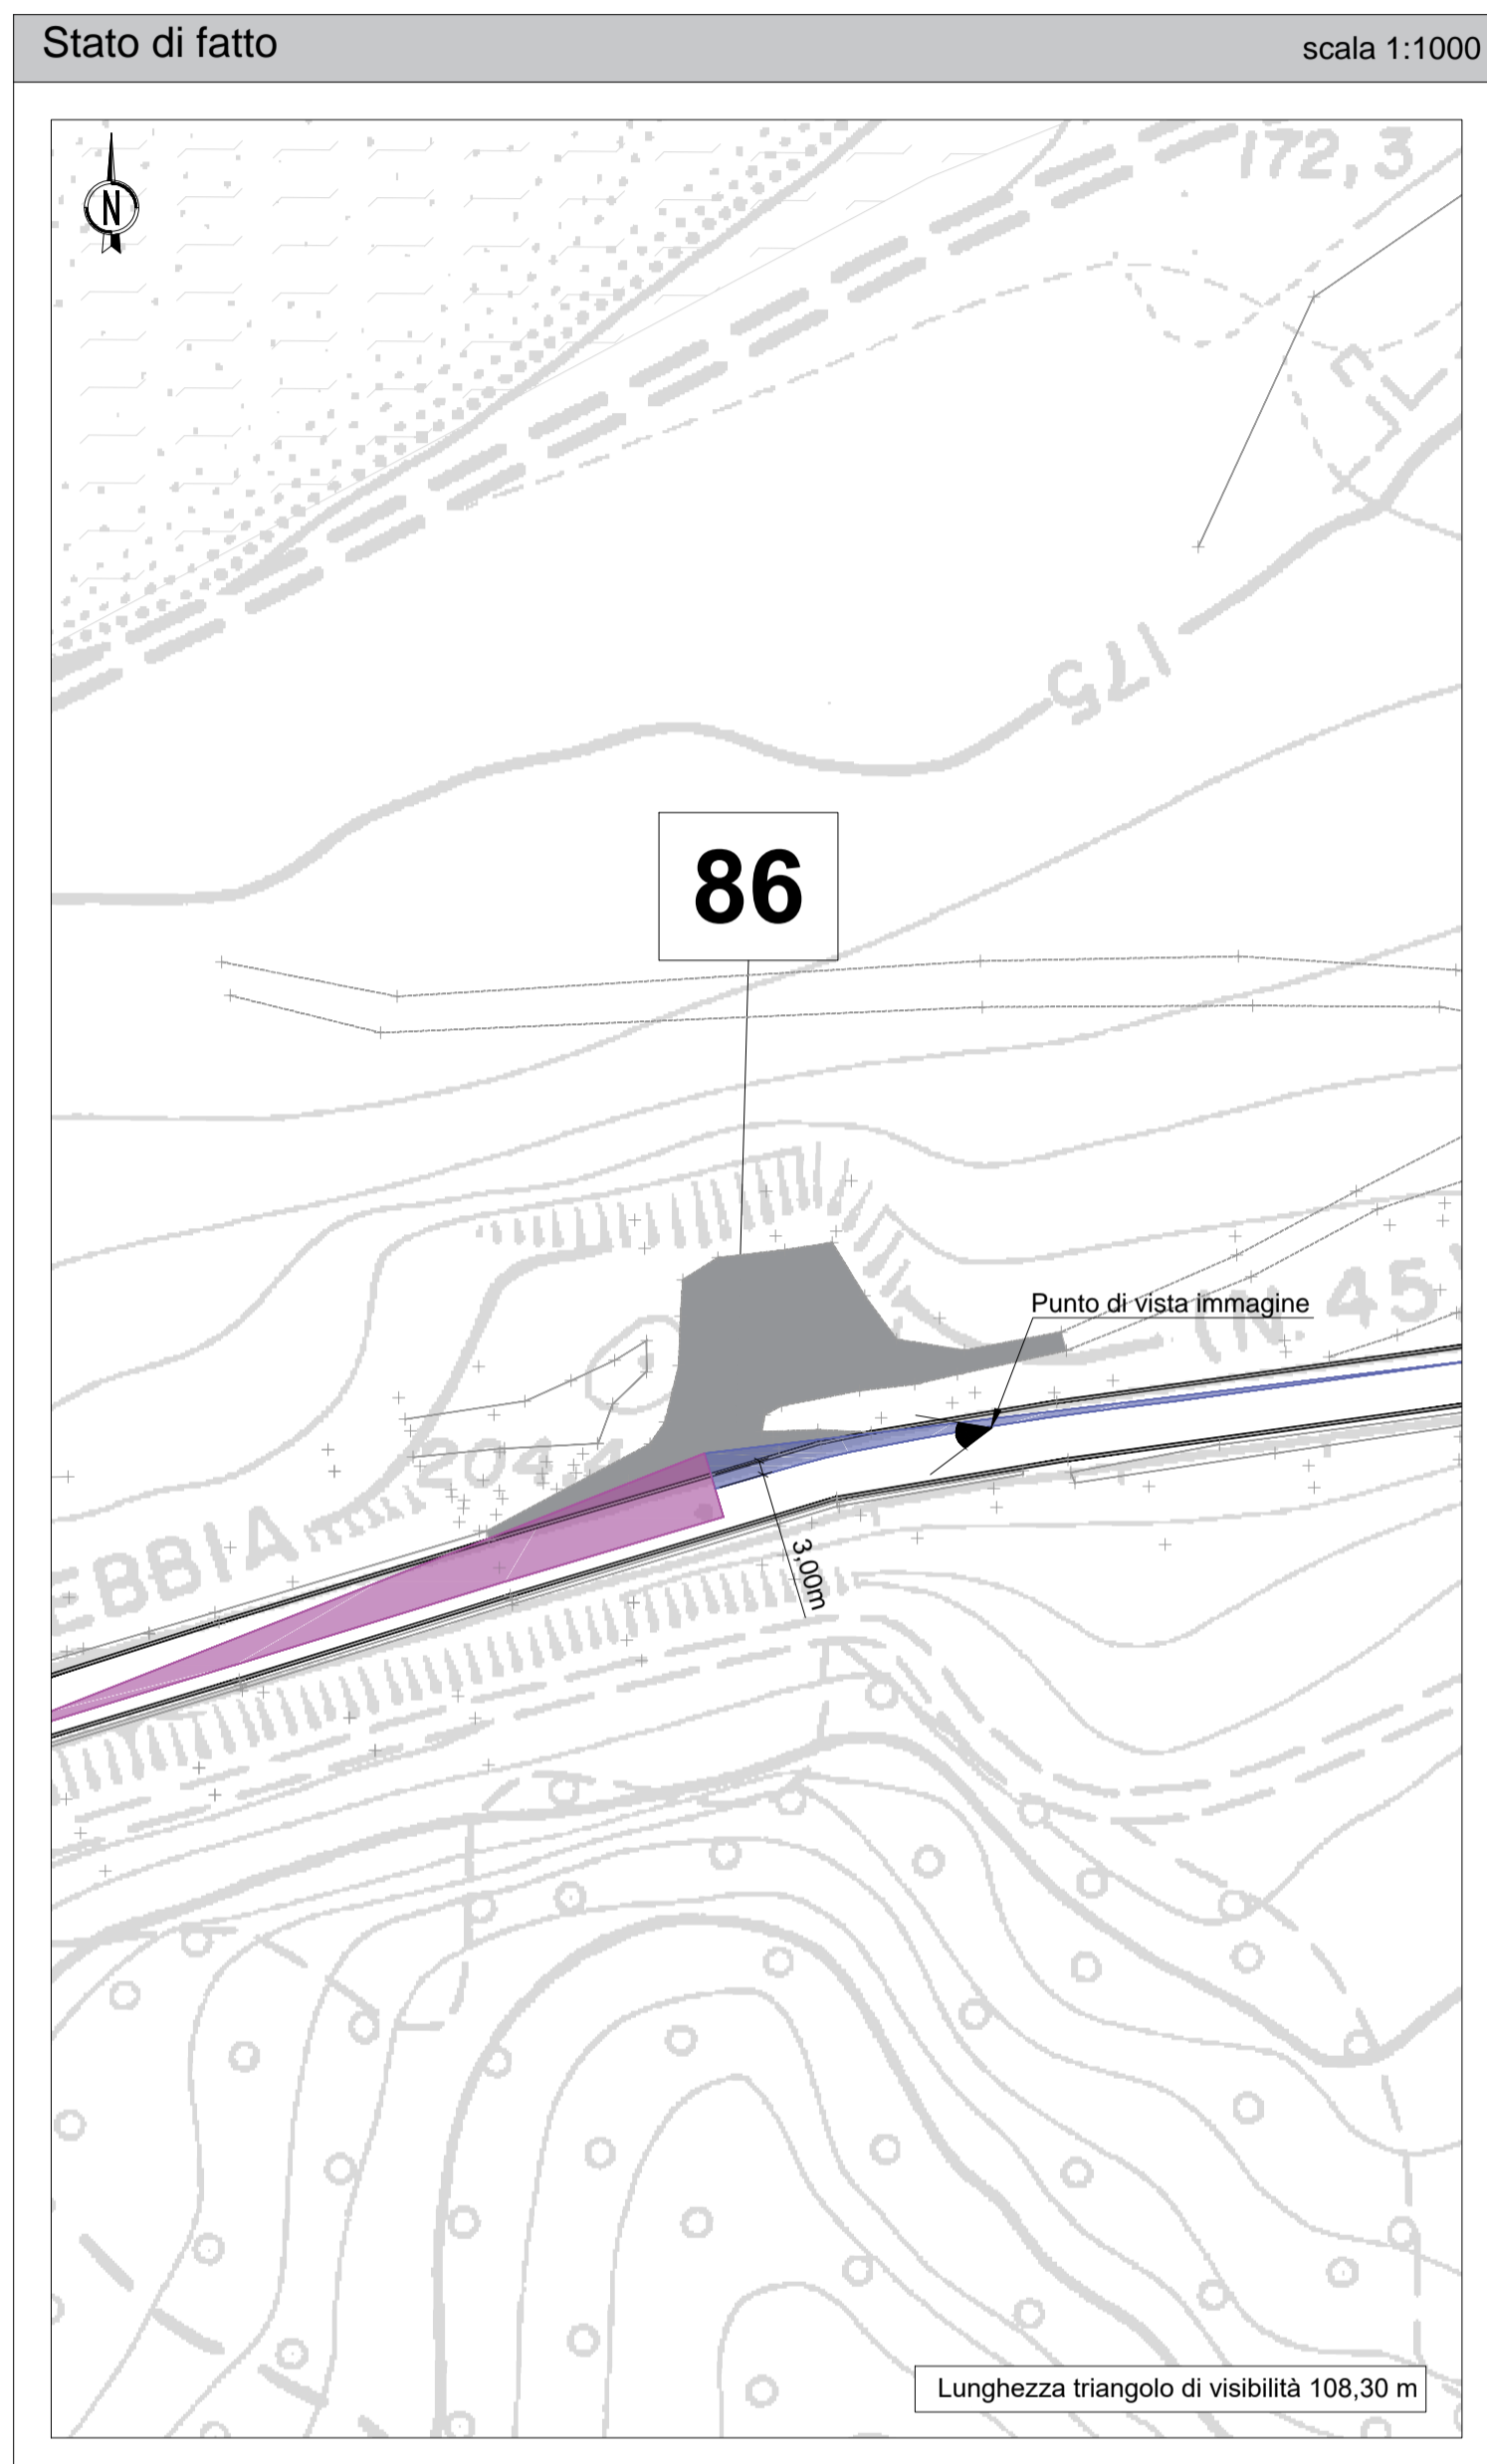 Stato di fatto
scala 1:1000
N
172,3
175
86
Punto di vista immagine
(N. 45
204,4
EBBIA
3,00m
Lunghezza triangolo di visibilità 108,30 m